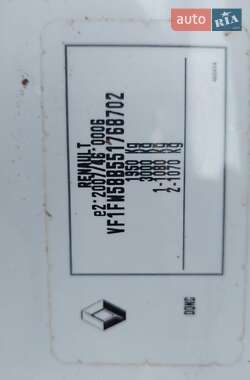 AUTO.RIA
RENAULT
e2*2007/46*0006
VF1FW58B551768702
1950 KG
3000 KG
1-1080 KG
2-1070 KG